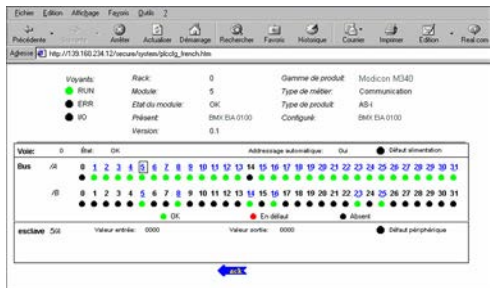 Fichier Edition Affichage Favoris Outils ?
Précédente Arrêter Actualiser Démarrage Rechercher Favoris Historique Courrier Imprimer Edition Real.com
Adresse http://139.160.234.12/secure/system/plccfg_french.htm
Voyants: Rack: 0 Gamme de produit: Modicon M340
RUN Module: 5 Type de métier: Communication
ERR Etat du module: OK Type de produit: AS-i
I/O Présent: BMX EIA 0100 Configuré: BMX EIA 0100
Version: 0.1
Voie: 0 État: OK Addressage automatique: Oui Défaut alimentation
Bus /A 0 1 2 3 4 5 6 7 8 9 10 11 12 13 14 15 16 17 18 19 20 21 22 23 24 25 26 27 28 29 30 31
/B 0 1 2 3 4 5 6 7 8 9 10 11 12 13 14 15 16 17 18 19 20 21 22 23 24 25 26 27 28 29 30 31
OK En défaut Absent
esclave 5/A Valeur entrée: 0000 Valeur sortie: 0000 Défaut périphérique